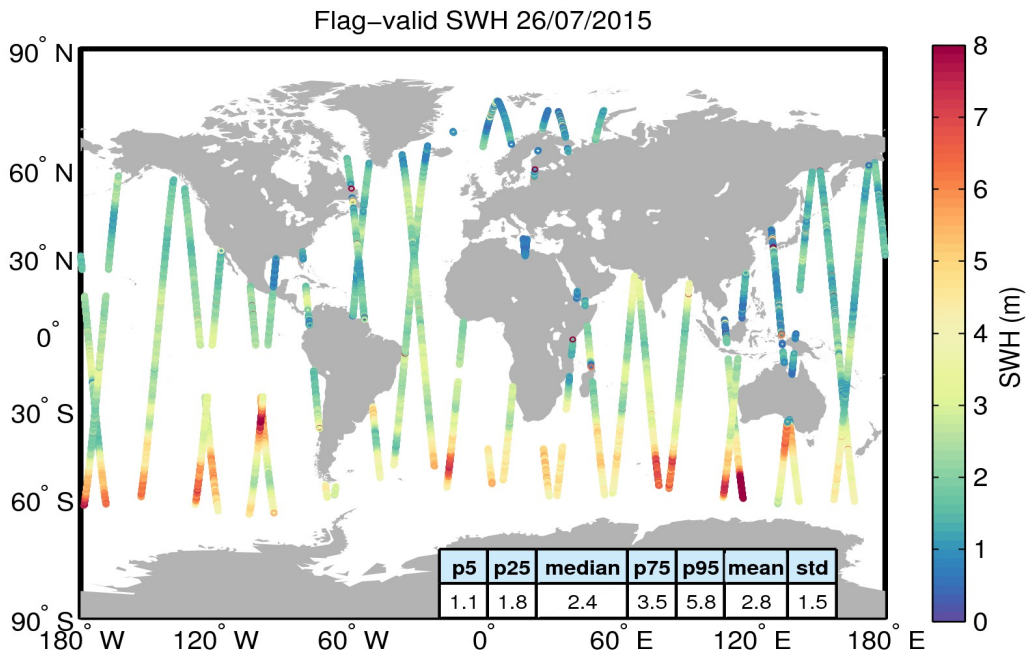 Flag−valid SWH 26/07/2015
90° N
60° N
30° N
0°
30° S
60° S
90° S
180° W
120° W
60° W
0°
60° E
120° E
180° E
p5 p25 median p75 p95 mean std
1.1 1.8 2.4 3.5 5.8 2.8 1.5
8
7
6
5
4
3
2
1
0
SWH (m)